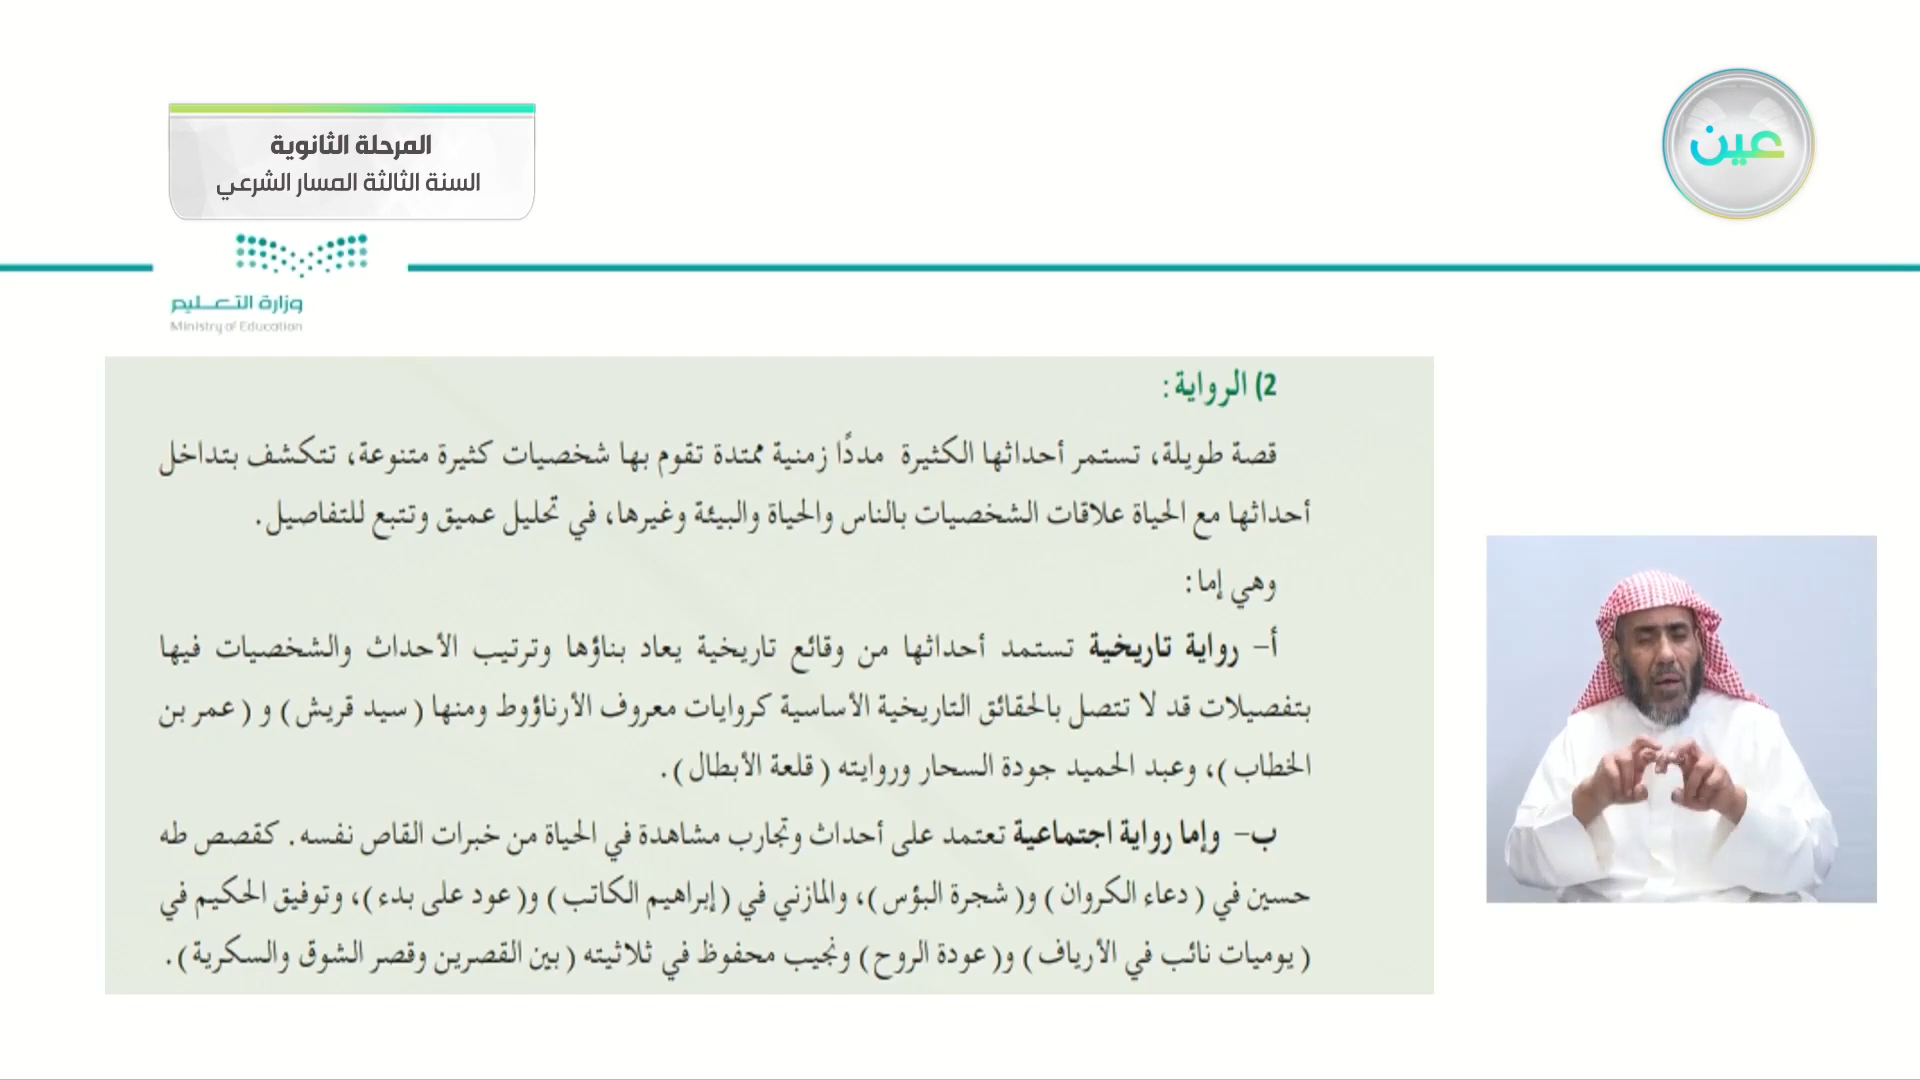 المرحلة الثانوية
السنة الثالثة المسار الشرعي
عين
وزارة التعليم
Ministry of Education
2) الرواية :
قصة طويلة، تستمر أحداثها الكثيرة مددًا زمنية ممتدة تقوم بها شخصيات كثيرة متنوعة، تتكشف بتداخل
أحداثها مع الحياة علاقات الشخصيات بالناس والحياة والبيئة وغيرها، في تحليل عميق وتتبع للتفاصيل .
وهي إما :
أ- رواية تاريخية تستمد أحداثها من وقائع تاريخية يعاد بناؤها وترتيب الأحداث والشخصيات فيها
بتفصيلات قد لا تتصل بالحقائق التاريخية الأساسية كروايات معروف الأرناؤوط ومنها ( سيد قريش ) و ( عمر بن
الخطاب )، وعبد الحميد جودة السحار وروايته ( قلعة الأبطال ) .
ب- وإما رواية اجتماعية تعتمد على أحداث وتجارب مشاهدة في الحياة من خبرات القاص نفسه . كقصص طه
حسين في ( دعاء الكروان ) و( شجرة البؤس )، والمازني في ( إبراهيم الكاتب ) و( عود على بدء )، وتوفيق الحكيم في
( يوميات نائب في الأرياف ) و( عودة الروح ) ونجيب محفوظ في ثلاثيته ( بين القصرين وقصر الشوق والسكرية ) .